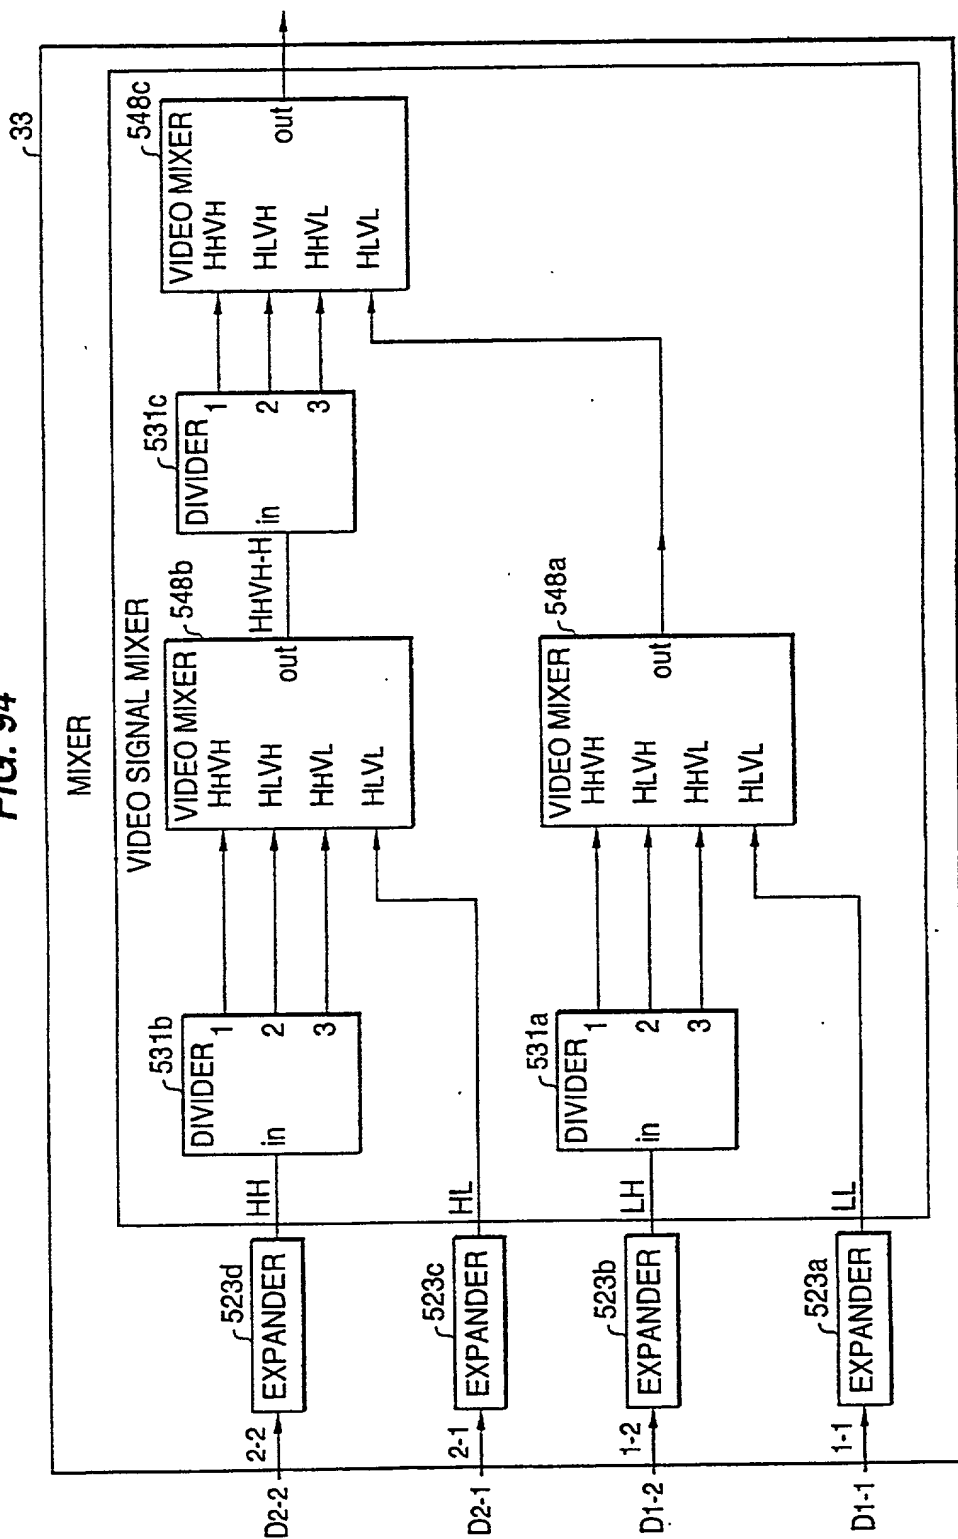 FIG. 94
33
MIXER
VIDEO SIGNAL MIXER
D2-2
2-2
EXPANDER
523d
HH
DIVIDER
531b
in
1
2
3
VIDEO MIXER
548b
HHVH
HLVH
HHVL
HLVL
out
HHVH-H
DIVIDER
531c
in
1
2
3
VIDEO MIXER
548c
HHVH
HLVH
HHVL
HLVL
out
D2-1
2-1
EXPANDER
523c
HL
D1-2
1-2
EXPANDER
523b
LH
DIVIDER
531a
in
1
2
3
VIDEO MIXER
548a
HHVH
HLVH
HHVL
HLVL
out
D1-1
1-1
EXPANDER
523a
LL